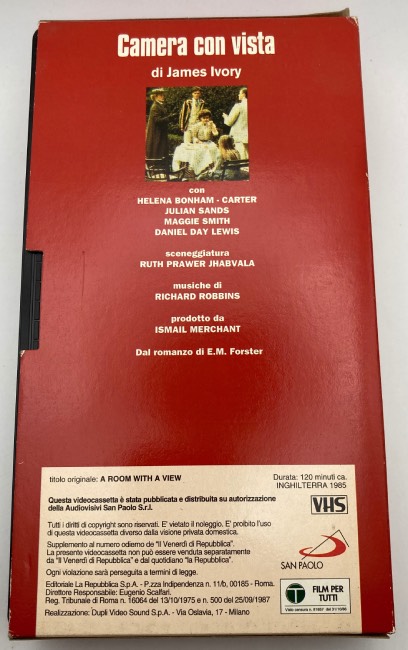 Camera con vista
di James Ivory
con
HELENA BONHAM - CARTER
JULIAN SANDS
MAGGIE SMITH
DANIEL DAY LEWIS
sceneggiatura
RUTH PRAWER JHABVALA
musiche di
RICHARD ROBBINS
prodotto da
ISMAIL MERCHANT
Dal romanzo di E.M. Forster
titolo originale: A ROOM WITH A VIEW
Durata: 120 minuti ca.
INGHILTERRA 1985
Questa videocassetta è stata pubblicata e distribuita su autorizzazione
della Audiovisivi San Paolo S.r.l.
VHS
Tutti i diritti di copyright sono riservati. E' vietato il noleggio. E' proibito l'uso
di questa videocassetta diverso dalla visione privata domestica.
Supplemento al numero odierno de "Il Venerdì di Repubblica".
La presente videocassetta non può essere venduta separatamente
da "Il Venerdì di Repubblica" e dal quotidiano "la Repubblica".
Ogni violazione sarà perseguita a termini di legge.
SAN PAOLO
Editoriale La Repubblica S.p.A. - P.zza Indipendenza n. 11/b, 00185 - Roma.
Direttore Responsabile: Eugenio Scalfari.
Reg. Tribunale di Roma n. 16064 del 13/10/1975 e n. 500 del 25/09/1987
Realizzazione: Dupli Video Sound S.p.A. - Via Oslavia, 17 - Milano
T
FILM PER
TUTTI
Visto censura n. 81957 del 31/10/86